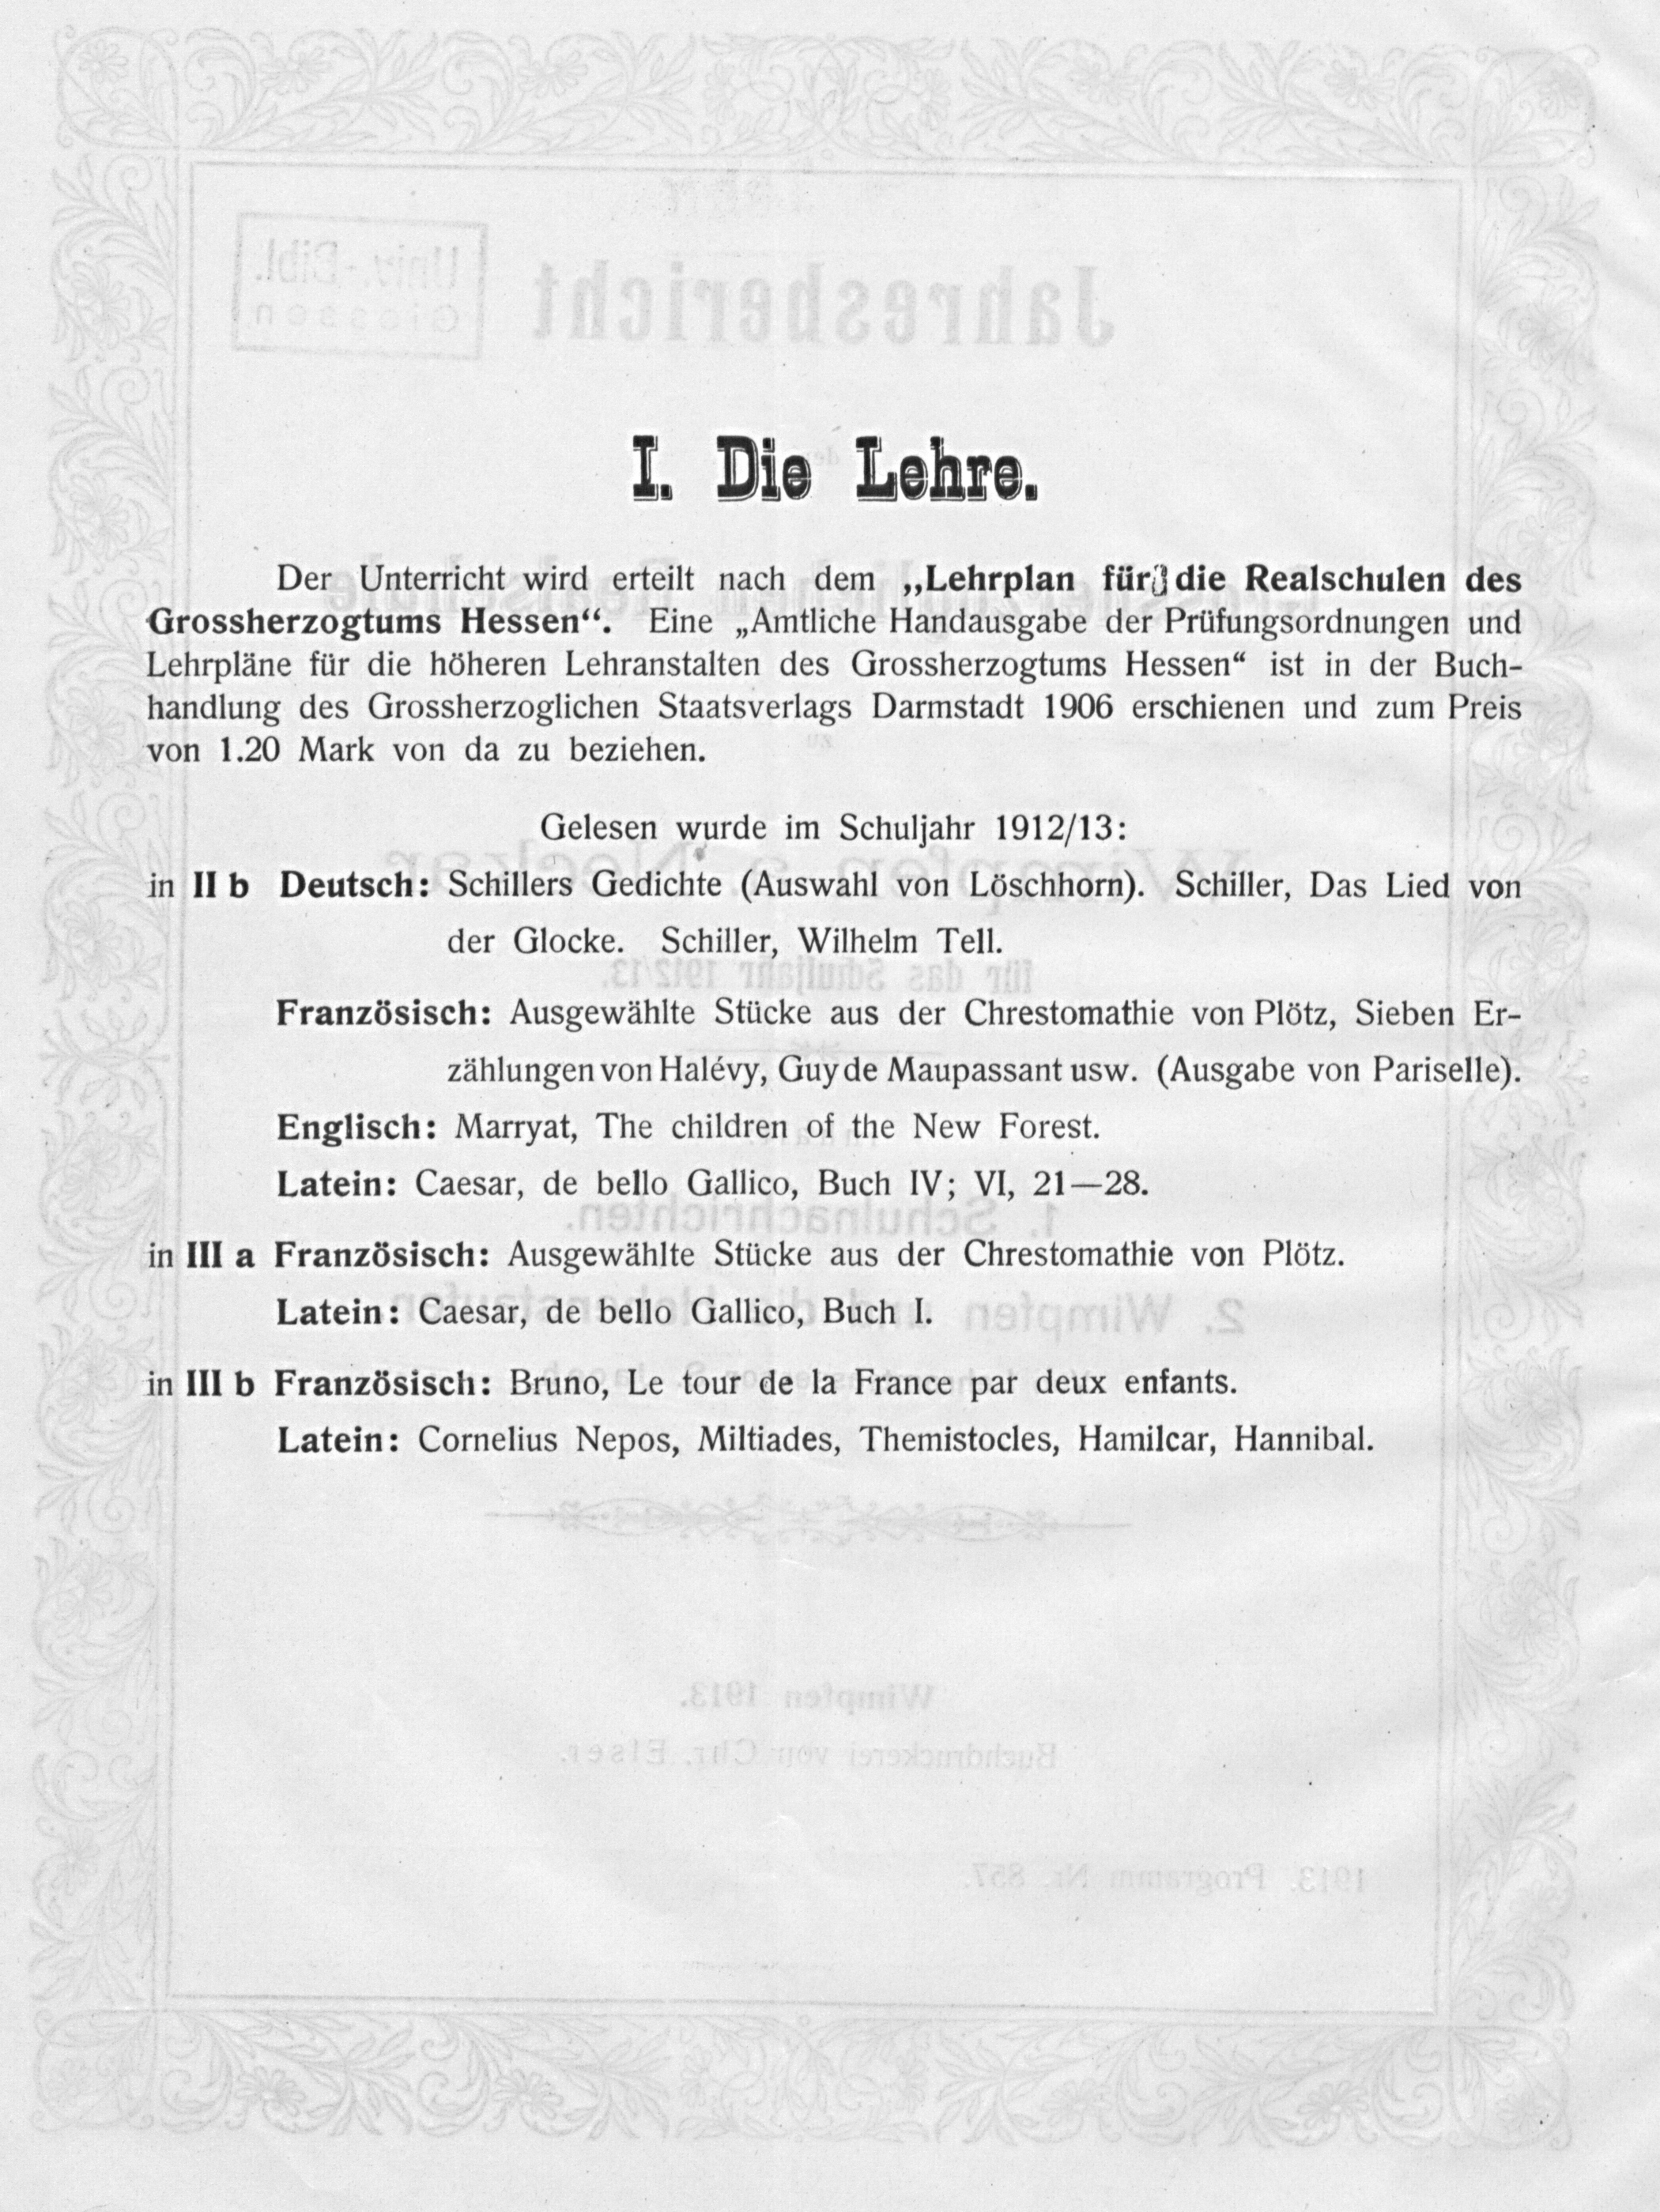 I. Die Lehre.
Der Unterricht wird erteilt nach dem „Lehrplan für die Realschulen des
Grossherzogtums Hessen“. Eine „Amtliche Handausgabe der Prüfungsordnungen und
Lehrpläne für die höheren Lehranstalten des Grossherzogtums Hessen“ ist in der Buch-
handlung des Grossherzoglichen Staatsverlags Darmstadt 1906 erschienen und zum Preis
von 1.20 Mark von da zu beziehen.
Gelesen wurde im Schuljahr 1912/13:
in II b Deutsch: Schillers Gedichte (Auswahl von Löschhorn). Schiller, Das Lied von
der Glocke. Schiller, Wilhelm Tell.
Französisch: Ausgewählte Stücke aus der Chrestomathie von Plötz, Sieben Er-
zählungen von Halévy, Guy de Maupassant usw. (Ausgabe von Pariselle).
Englisch: Marryat, The children of the New Forest.
Latein: Caesar, de bello Gallico, Buch IV; VI, 21—28.
in III a Französisch: Ausgewählte Stücke aus der Chrestomathie von Plötz.
Latein: Caesar, de bello Gallico, Buch I.
in III b Französisch: Bruno, Le tour de la France par deux enfants.
Latein: Cornelius Nepos, Miltiades, Themistocles, Hamilcar, Hannibal.